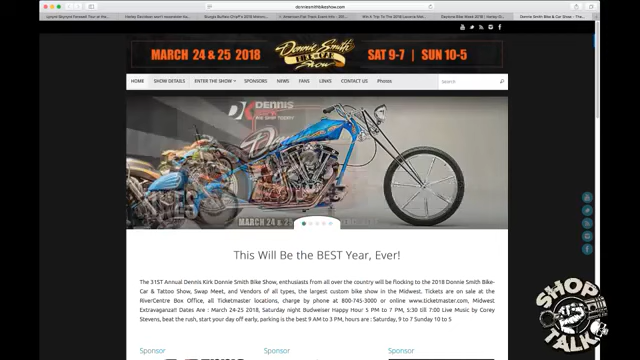 donniesmithbikeshow.com
MARCH 24 & 25 2018
Donnie Smith
BIKE & CAR
Show
SAT 9-7 | SUN 10-5
HOME SHOW DETAILS ENTER THE SHOW SPONSORS NEWS FANS LINKS CONTACT US Photos
Search
DENNIS
MARCH 24 &
This Will Be the BEST Year, Ever!
The 31ST Annual Dennis Kirk Donnie Smith Bike Show, enthusiasts from all over the country will be flocking to the 2018 Donnie Smith Bike-
Car & Tattoo Show, Swap Meet, and Vendors of all types, the largest custom bike show in the Midwest. Tickets are on sale at the
RiverCentre Box Office, all Ticketmaster locations, charge by phone at 800-745-3000 or online www.ticketmaster.com, Midwest
Extravaganza!! Dates Are : March 24-25 2018, Saturday night Budweiser Happy Hour 5 PM to 7 PM, 5:30 till 7:00 Live Music by Corey
Stevens, beat the rush, start your day off early, parking is best 9 AM to 3 PM, hours are : Saturday, 9 to 7 Sunday 10 to 5
Sponsor
Sponsor
Sponsor
SHOP
TALK